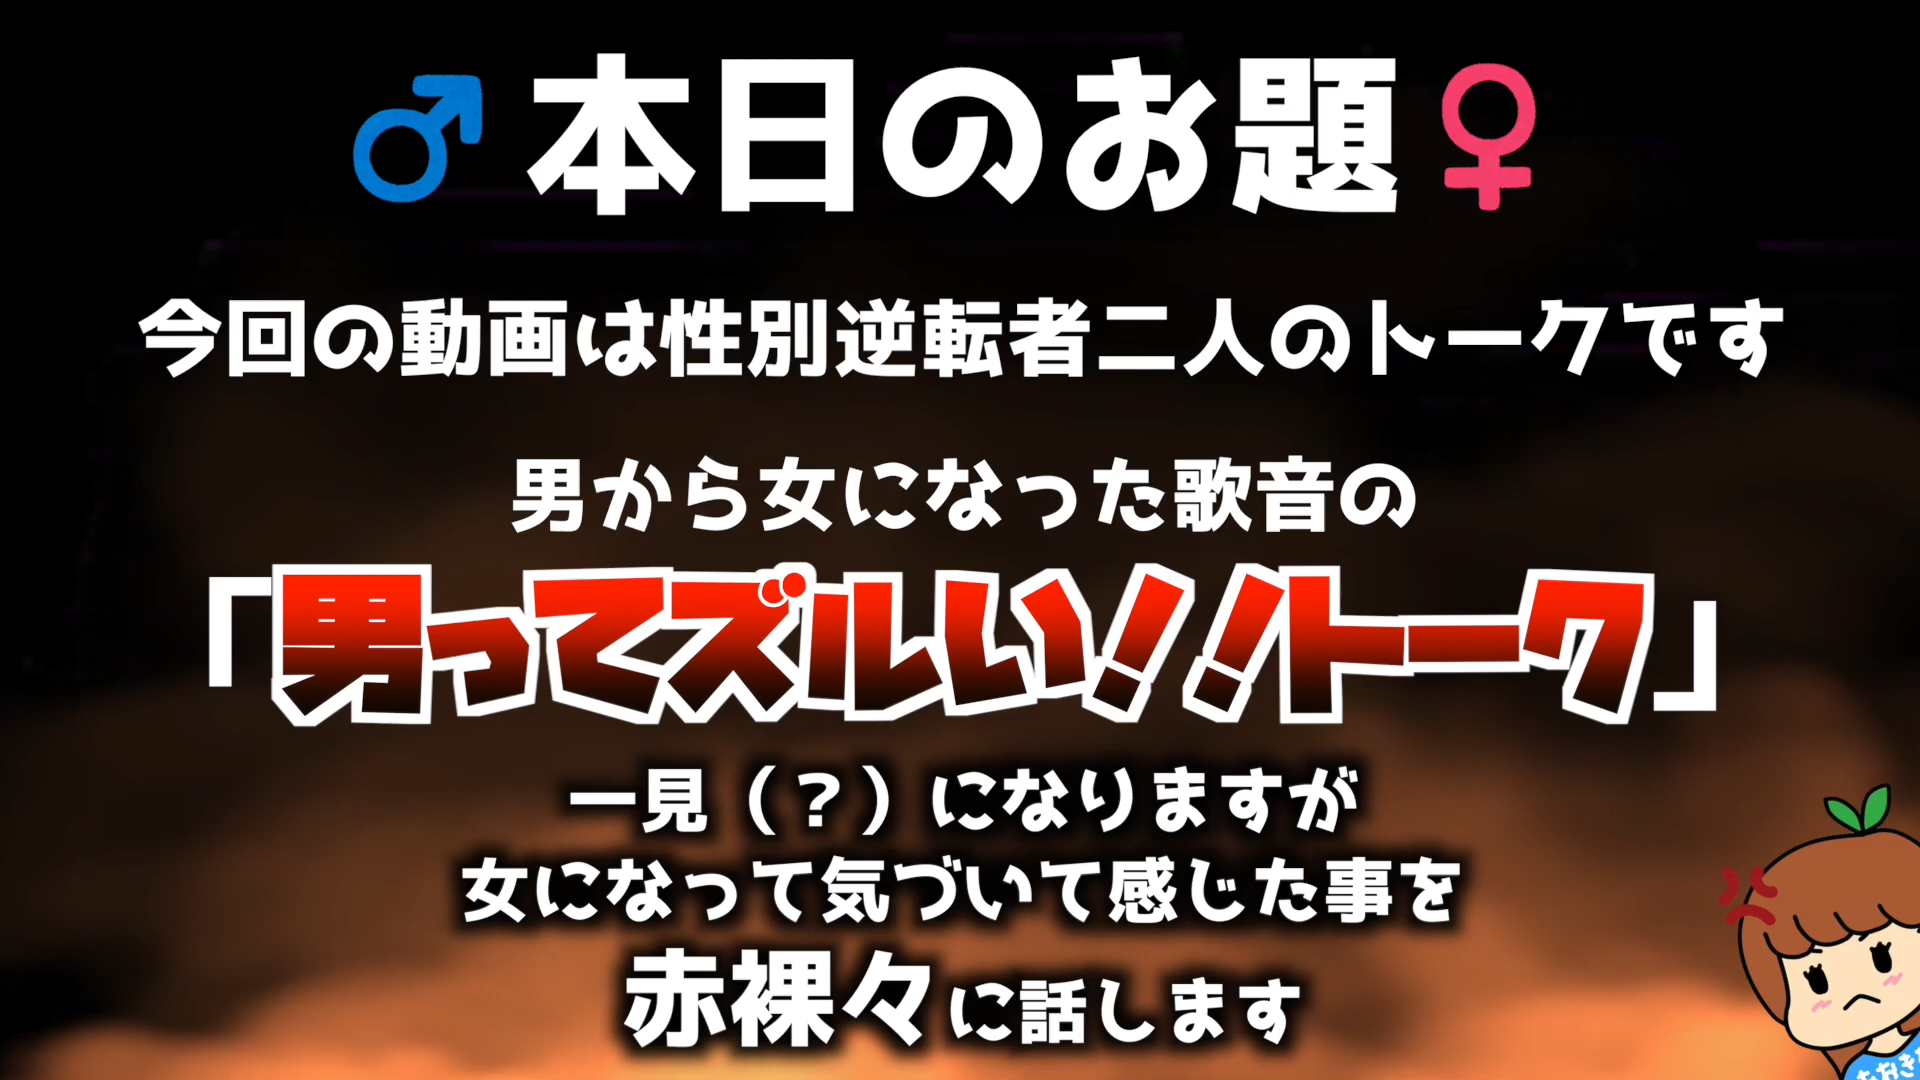 ♂本日のお題♀
今回の動画は性別逆転者二人のトークです
男から女になった歌音の
「男ってズルい！！トーク」
一見（？）になりますが
女になって気づいて感じた事を
赤裸々に話します